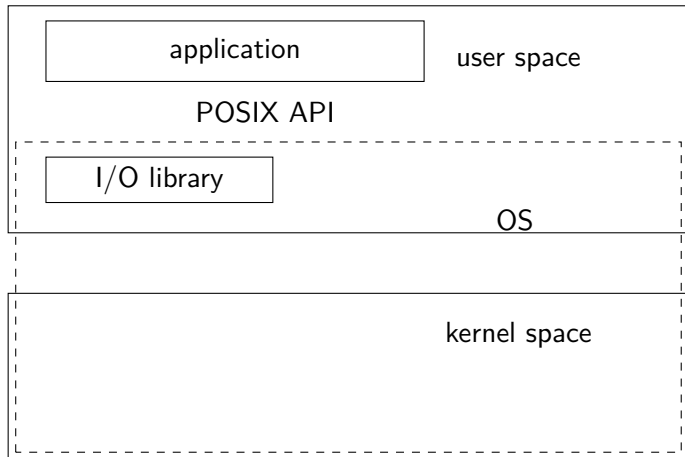 application
user space
POSIX API
I/O library
OS
kernel space